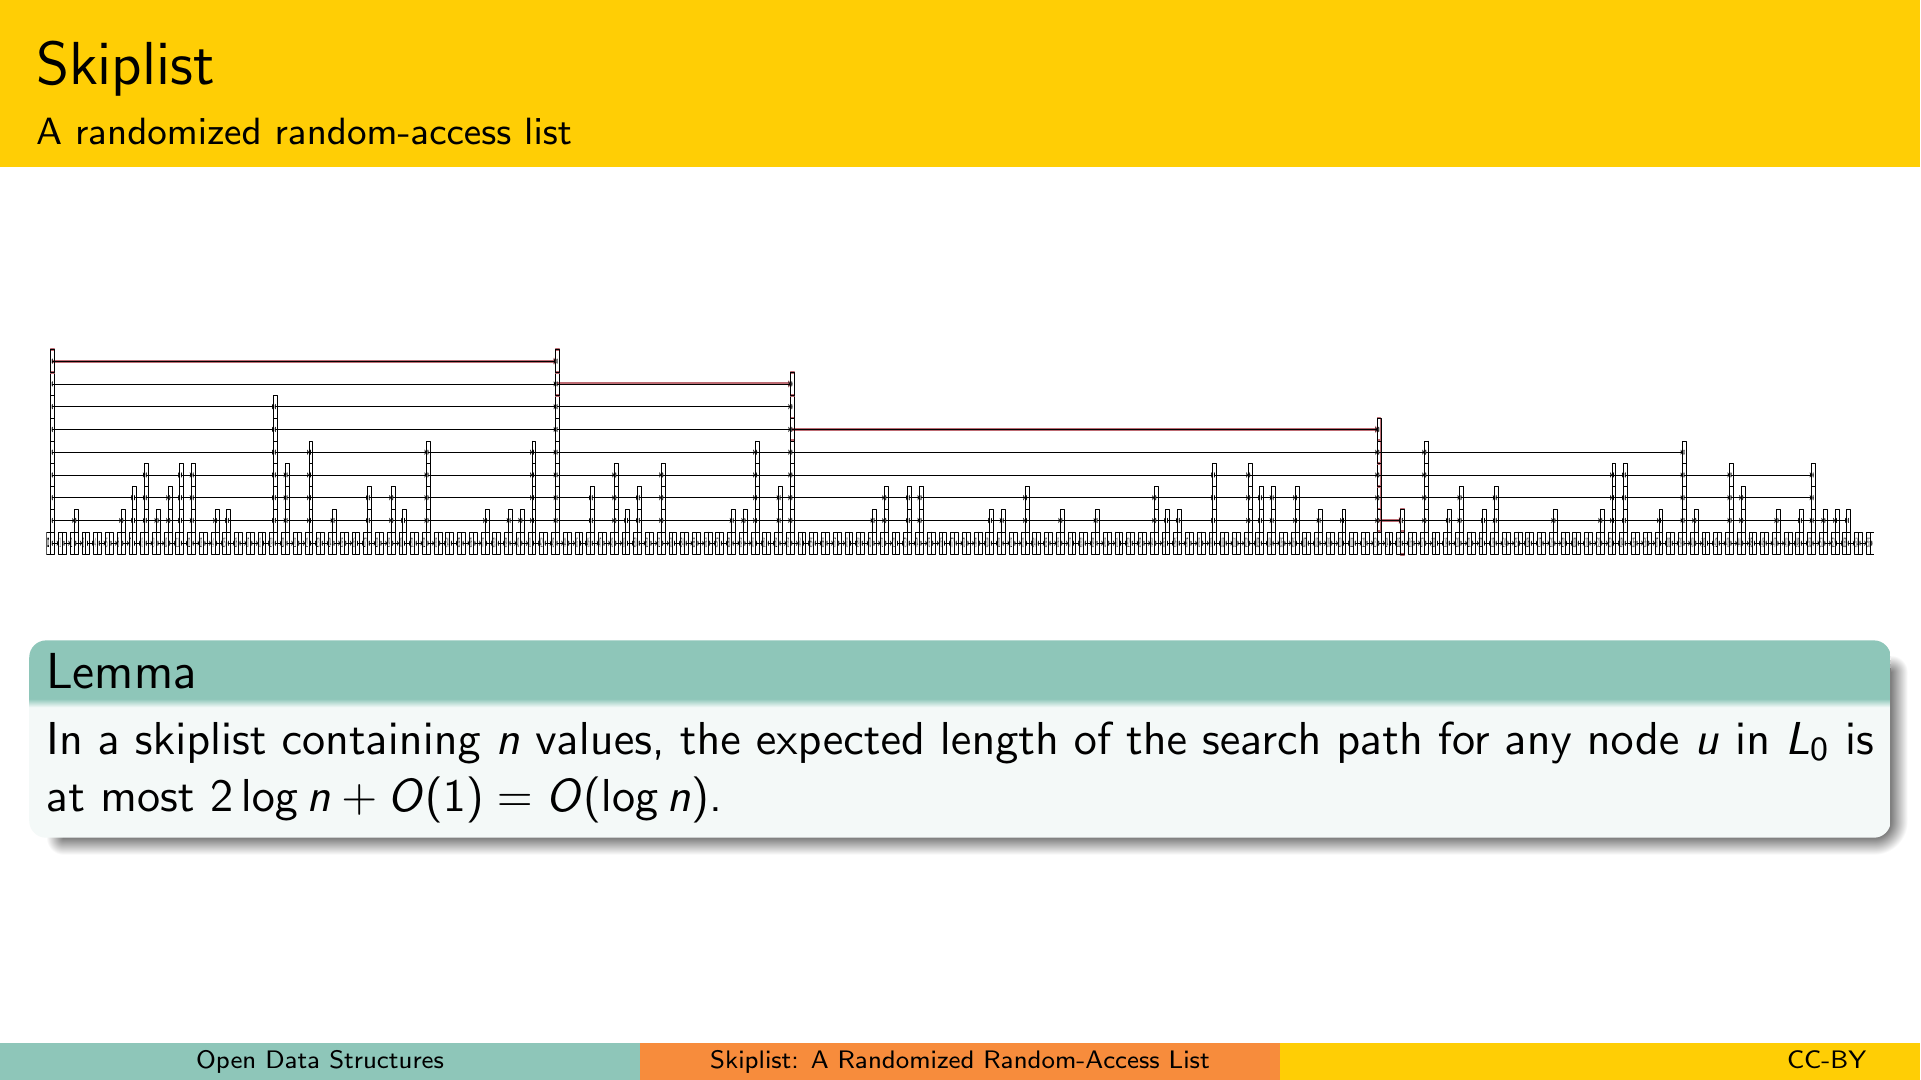 Skiplist
A randomized random-access list
Lemma
In a skiplist containing n values, the expected length of the search path for any node u in L₀ is
at most 2 log n + O(1) = O(log n).
Open Data Structures
Skiplist: A Randomized Random-Access List
CC-BY